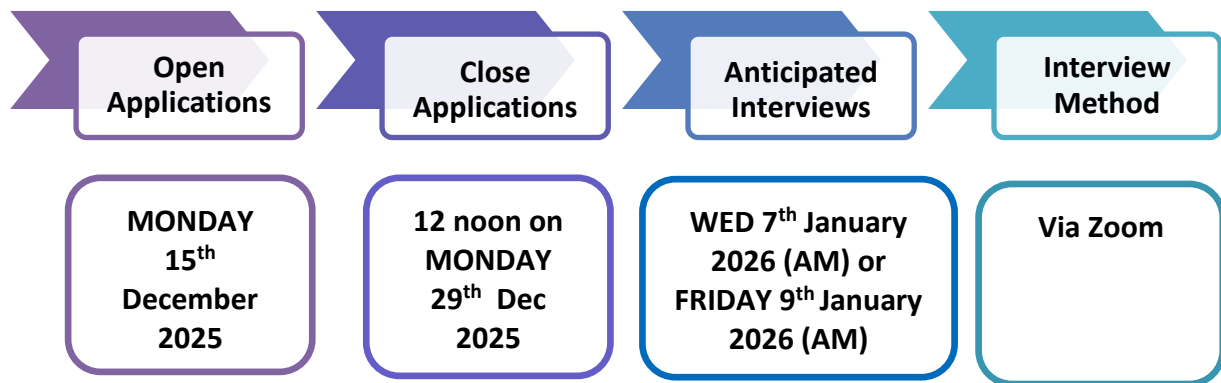 Open
Applications
Close
Applications
Anticipated
Interviews
Interview
Method
MONDAY
15th
December
2025
12 noon on
MONDAY
29th Dec
2025
WED 7th January
2026 (AM) or
FRIDAY 9th January
2026 (AM)
Via Zoom